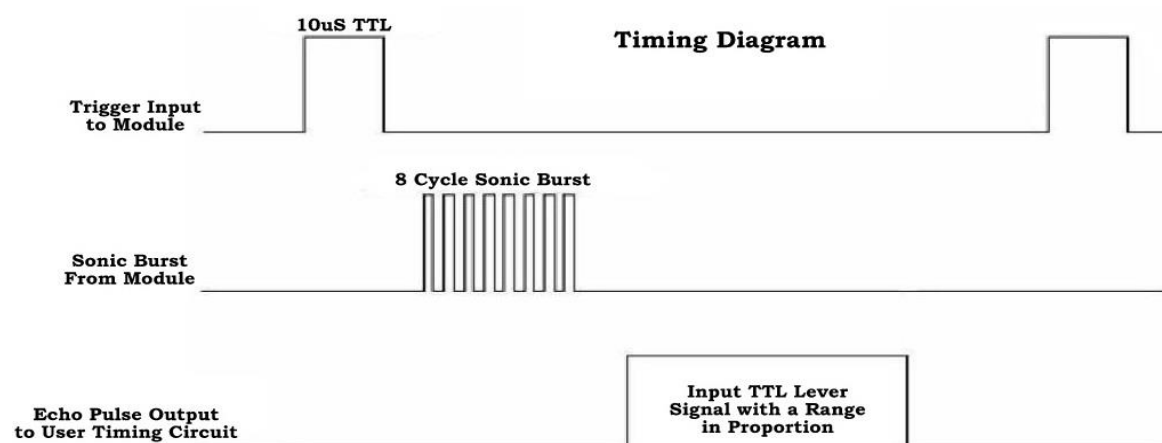 10uS TTL
Timing Diagram
Trigger Input
to Module
8 Cycle Sonic Burst
Sonic Burst
From Module
Input TTL Lever
Signal with a Range
in Proportion
Echo Pulse Output
to User Timing Circuit